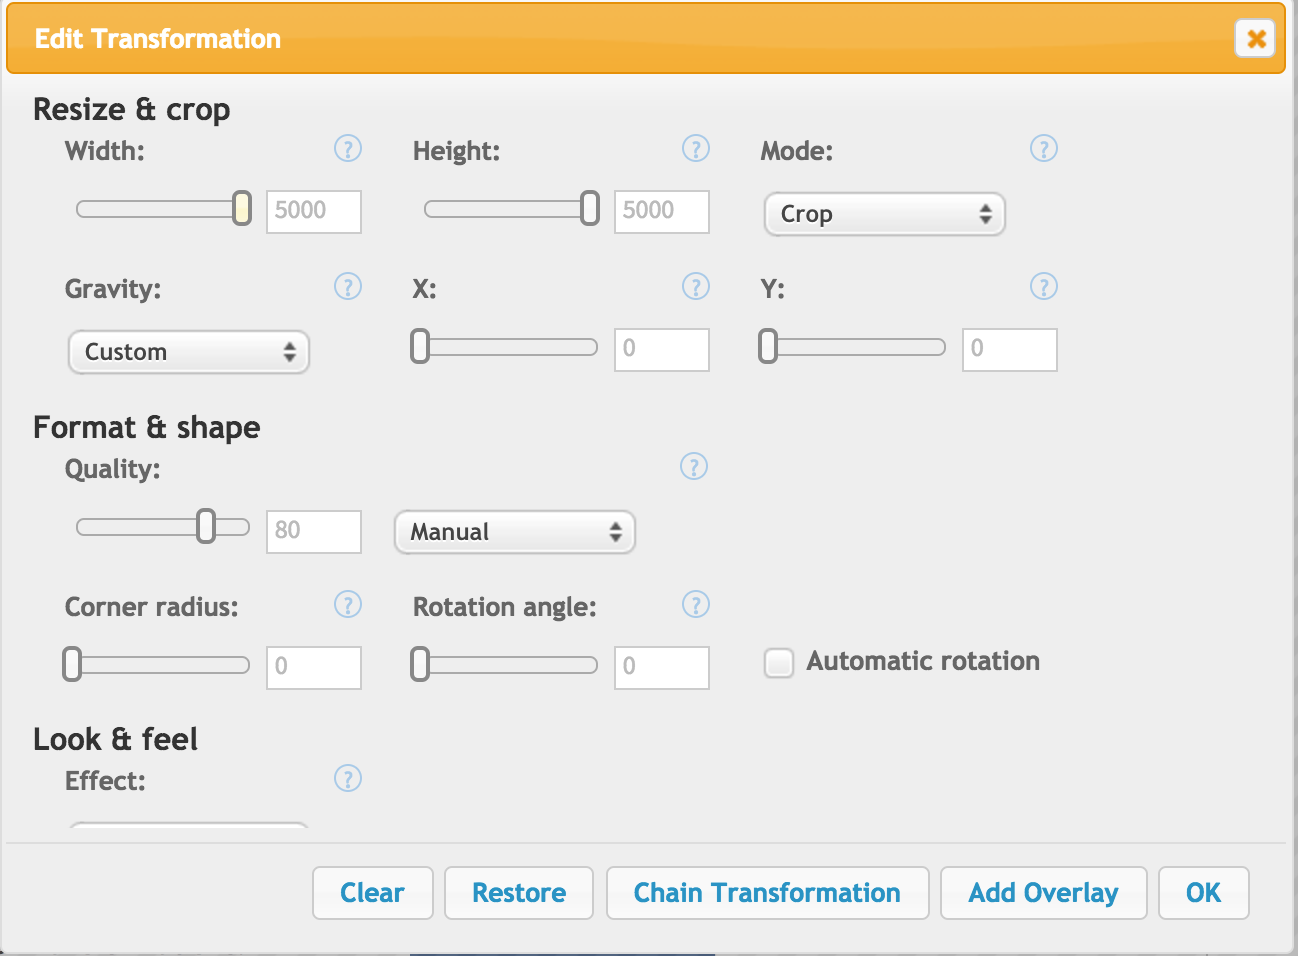 Edit Transformation
Resize & crop
Width: ? Height: ? Mode: ?
5000 5000 Crop
Gravity: ? X: ? Y: ?
Custom 0 0
Format & shape
Quality: ?
80 Manual
Corner radius: ? Rotation angle: ?
0 0 Automatic rotation
Look & feel
Effect: ?
Clear Restore Chain Transformation Add Overlay OK